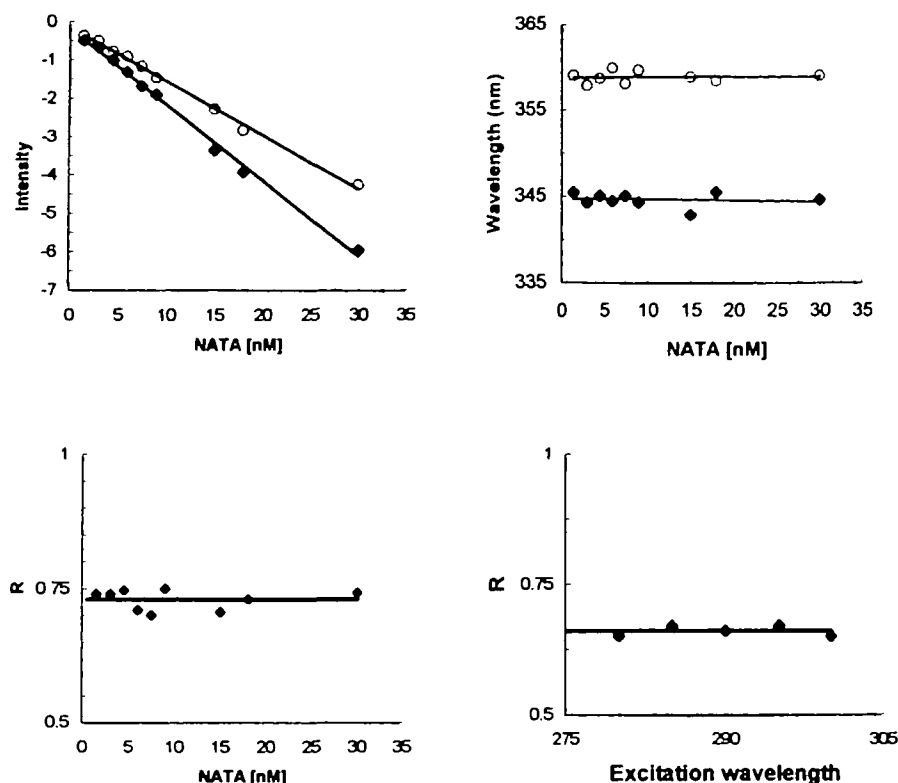 0
-1
-2
-3
-4
-5
-6
-7
Intensity
0 5 10 15 20 25 30 35
NATA [nM]
365
355
345
335
Wavelength (nm)
0 5 10 15 20 25 30 35
NATA [nM]
1
0.75
0.5
R
0 5 10 15 20 25 30 35
NATA [nM]
1
0.75
0.5
R
275 290 305
Excitation wavelength